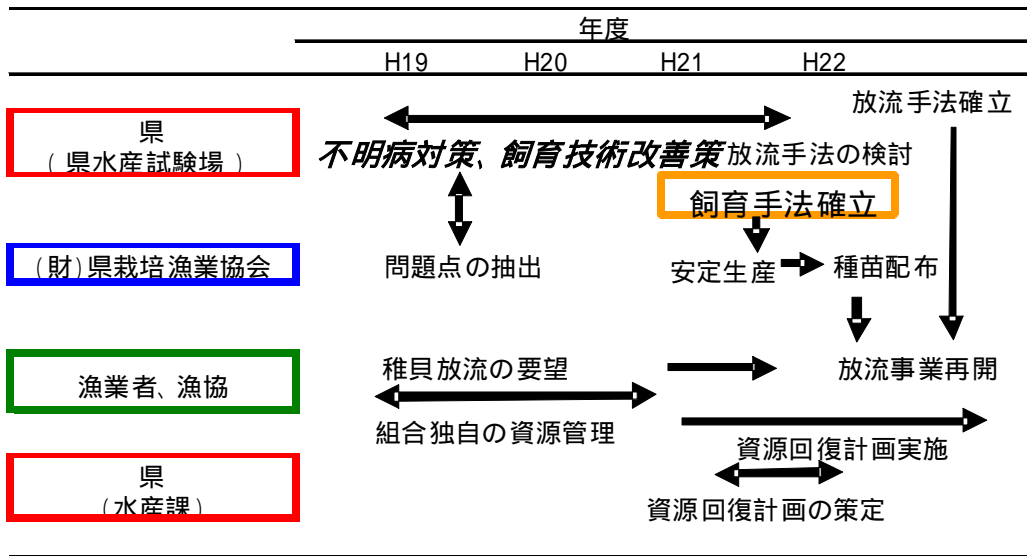 年度
H19 H20 H21 H22
放流手法確立
県
(県水産試験場)
不明病対策、飼育技術改善策 放流手法の検討
飼育手法確立
(財)県栽培漁業協会 問題点の抽出 安定生産 種苗配布
漁業者、漁協 稚貝放流の要望 放流事業再開
組合独自の資源管理
資源回復計画実施
県
(水産課)
資源回復計画の策定